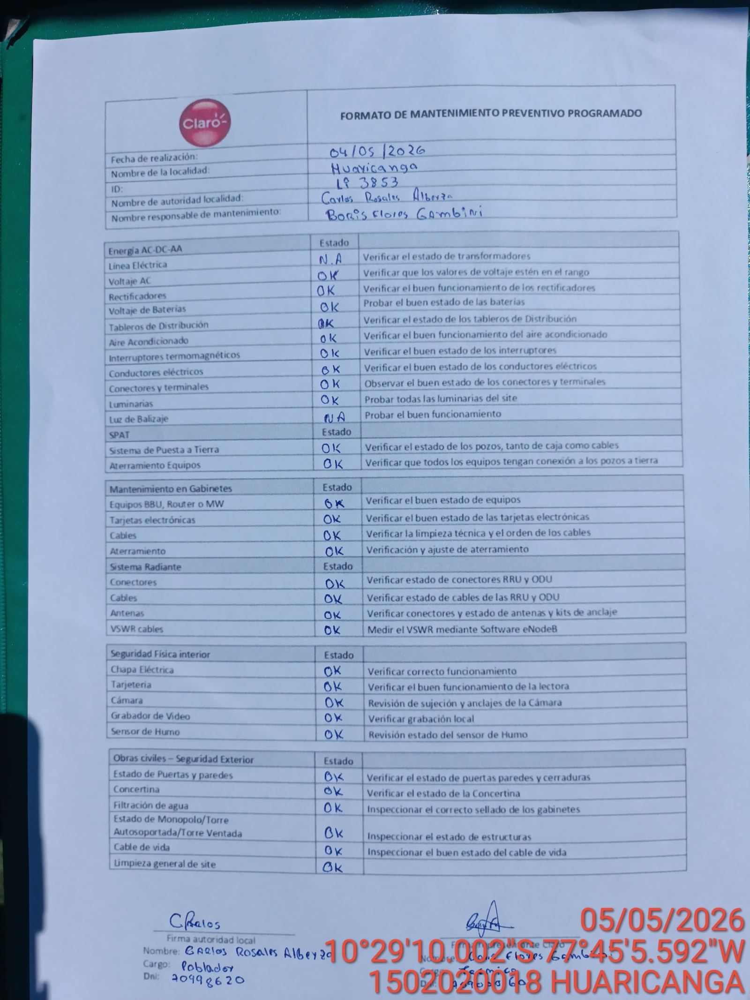 Claro
FORMATO DE MANTENIMIENTO PREVENTIVO PROGRAMADO
Fecha de realización: 04/05/2026
Nombre de la localidad: Huaricanga
ID: LP 3853
Nombre de autoridad localidad: Carlos Rosales Alberza
Nombre responsable de mantenimiento: Boris Flores Gambini
Energía AC-DC-AA Estado
Línea Eléctrica N.A Verificar el estado de transformadores
Voltaje AC OK Verificar que los valores de voltaje estén en el rango
Rectificadores OK Verificar el buen funcionamiento de los rectificadores
Voltaje de Baterías OK Probar el buen estado de las baterías
Tableros de Distribución OK Verificar el estado de los tableros de Distribución
Aire Acondicionado OK Verificar el buen funcionamiento del aire acondicionado
Interruptores termomagnéticos OK Verificar el buen estado de los interruptores
Conductores eléctricos OK Verificar el buen estado de los conductores eléctricos
Conectores y terminales OK Observar el buen estado de los conectores y terminales
Luminarias OK Probar todas las luminarias del site
Luz de Balizaje NA Probar el buen funcionamiento
SPAT Estado
Sistema de Puesta a Tierra OK Verificar el estado de los pozos, tanto de caja como cables
Aterramiento Equipos OK Verificar que todos los equipos tengan conexión a los pozos a tierra
Mantenimiento en Gabinetes Estado
Equipos BBU, Router o MW OK Verificar el buen estado de equipos
Tarjetas electrónicas OK Verificar el buen estado de las tarjetas electrónicas
Cables OK Verificar la limpieza técnica y el orden de los cables
Aterramiento OK Verificación y ajuste de aterramiento
Sistema Radiante Estado
Conectores OK Verificar estado de conectores RRU y ODU
Cables OK Verificar estado de cables de las RRU y ODU
Antenas OK Verificar conectores y estado de antenas y kits de anclaje
VSWR cables OK Medir el VSWR mediante Software eNodeB
Seguridad Física interior Estado
Chapa Eléctrica OK Verificar correcto funcionamiento
Tarjetería OK Verificar el buen funcionamiento de la lectora
Cámara OK Revisión de sujeción y anclajes de la Cámara
Grabador de Video OK Verificar grabación local
Sensor de Humo OK Revisión estado del sensor de Humo
Obras civiles – Seguridad Exterior Estado
Estado de Puertas y paredes OK Verificar el estado de puertas paredes y cerraduras
Concertina OK Verificar el estado de la Concertina
Filtración de agua OK Inspeccionar el correcto sellado de los gabinetes
Estado de Monopolo/Torre
Autosoportada/Torre Ventada OK Inspeccionar el estado de estructuras
Cable de vida OK Inspeccionar el buen estado del cable de vida
Limpieza general de site OK
Firma autoridad local
Nombre: Carlos Rosales Alberza Flores Gambini
Cargo: Poblador
Dni: 70998620
05/05/2026
10°29'10.002"S 77°45'5.592"W
1502020018 HUARICANGA